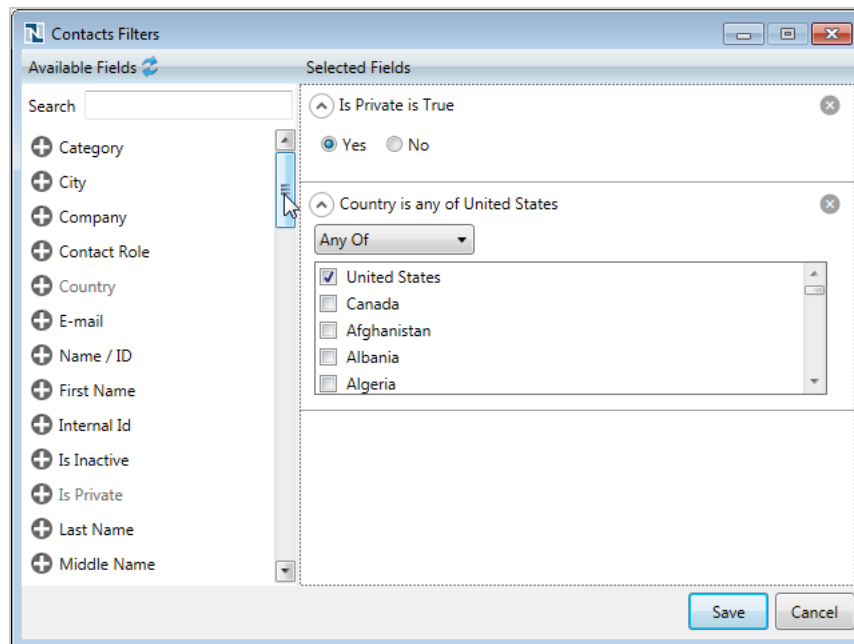 Contacts Filters
Available Fields
Selected Fields
Search
Category
City
Company
Contact Role
Country
E-mail
Name / ID
First Name
Internal Id
Is Inactive
Is Private
Last Name
Middle Name
Is Private is True
Yes No
Country is any of United States
Any Of
United States
Canada
Afghanistan
Albania
Algeria
Save Cancel